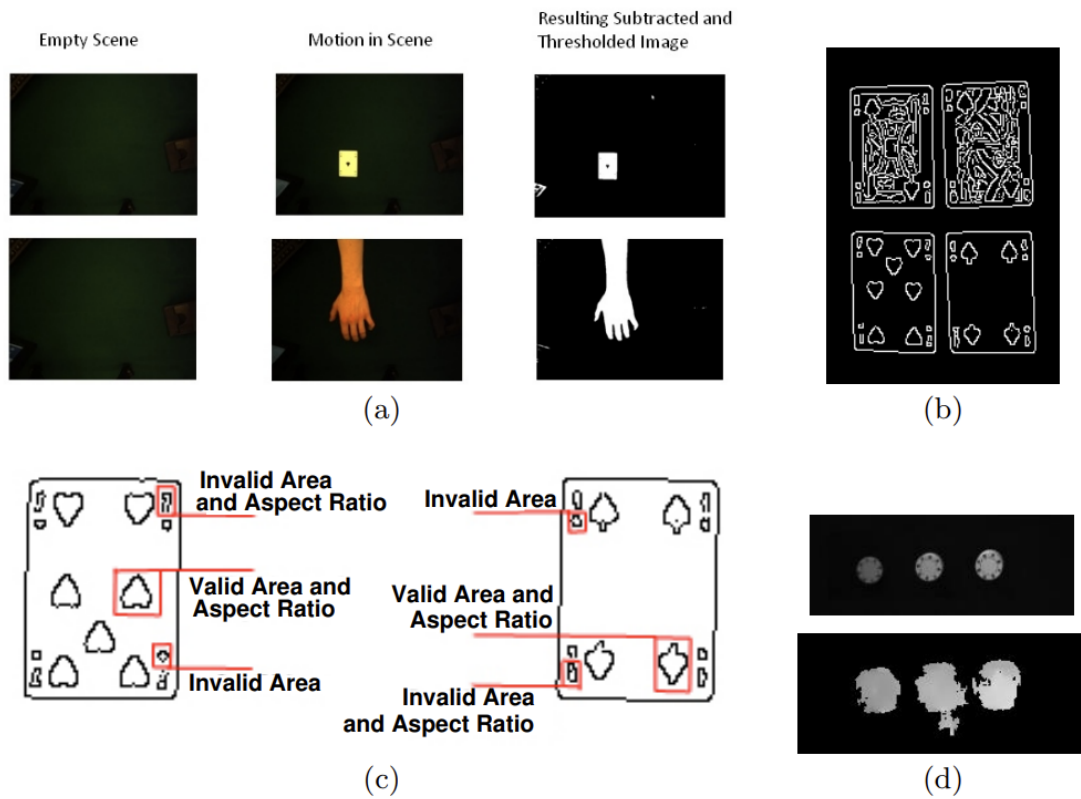 Empty Scene
Motion in Scene
Resulting Subtracted and
Thresholded Image
(a)
(b)
Invalid Area
and Aspect Ratio
Valid Area and
Aspect Ratio
Invalid Area
Invalid Area
Valid Area and
Aspect Ratio
Invalid Area
and Aspect Ratio
(c)
(d)